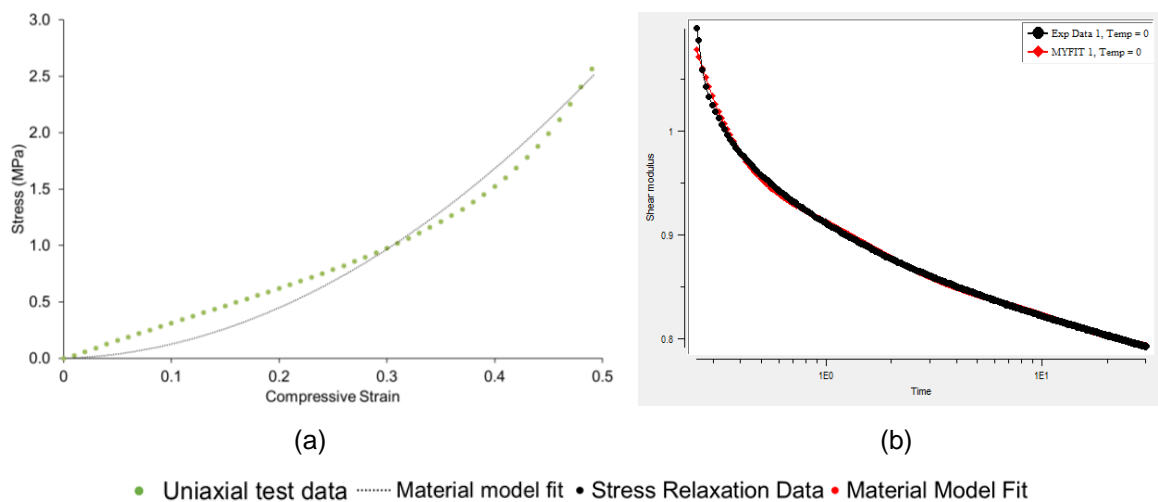 3.0
2.5
2.0
1.5
1.0
0.5
0.0
Stress (MPa)
0
0.1
0.2
0.3
0.4
0.5
Compressive Strain
(a)
Exp Data 1, Temp = 0
MYFIT 1, Temp = 0
1
0.9
0.8
Shear modulus
1E0
1E1
Time
(b)
Uniaxial test data
Material model fit
Stress Relaxation Data
Material Model Fit